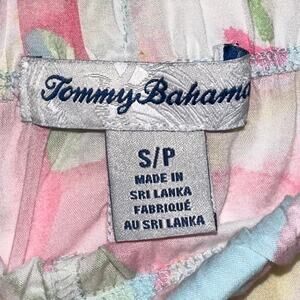 Tommy Bahama
S/P
MADE IN
SRI LANKA
FABRIQUÉ
AU SRI LANKA